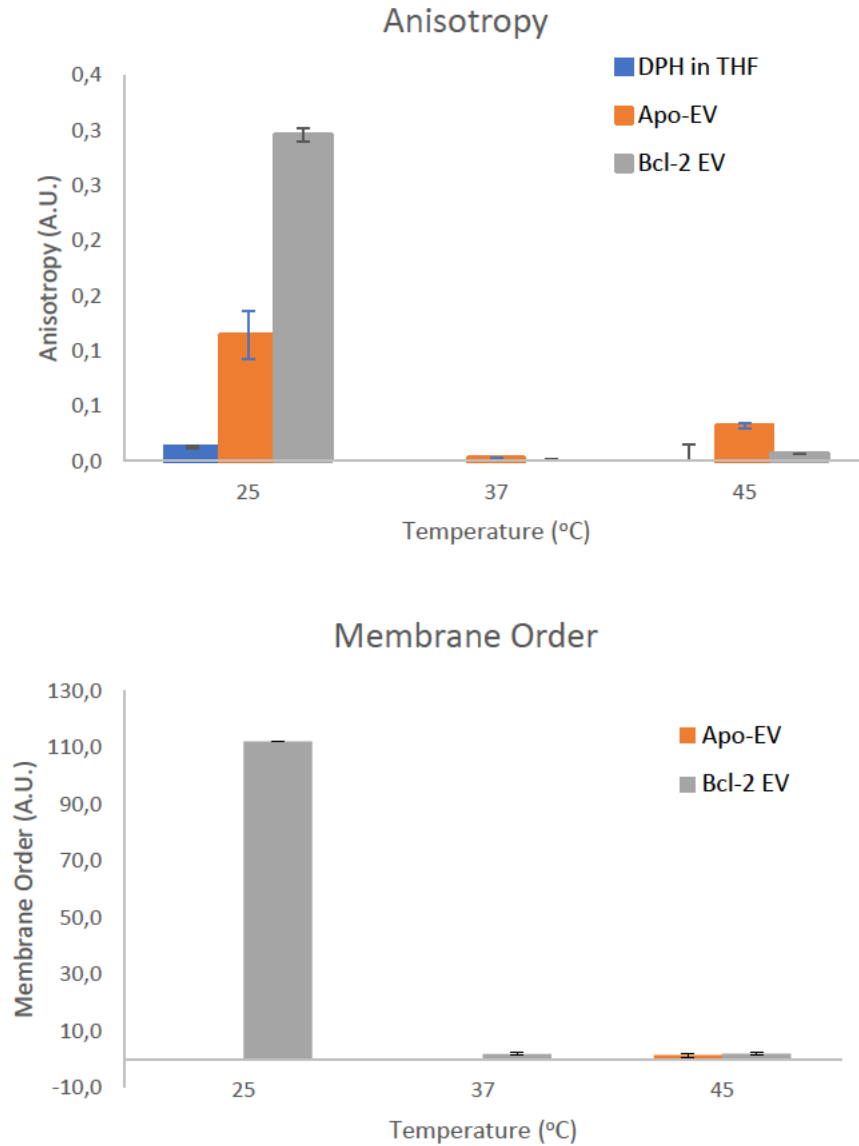 Anisotropy
0,4
0,3
0,3
0,2
0,2
0,1
0,1
0,0
Anisotropy (A.U.)
DPH in THF
Apo-EV
Bcl-2 EV
25 37 45
Temperature (°C)
Membrane Order
130,0
110,0
90,0
70,0
50,0
30,0
10,0
-10,0
Membrane Order (A.U.)
Apo-EV
Bcl-2 EV
25 37 45
Temperature (°C)